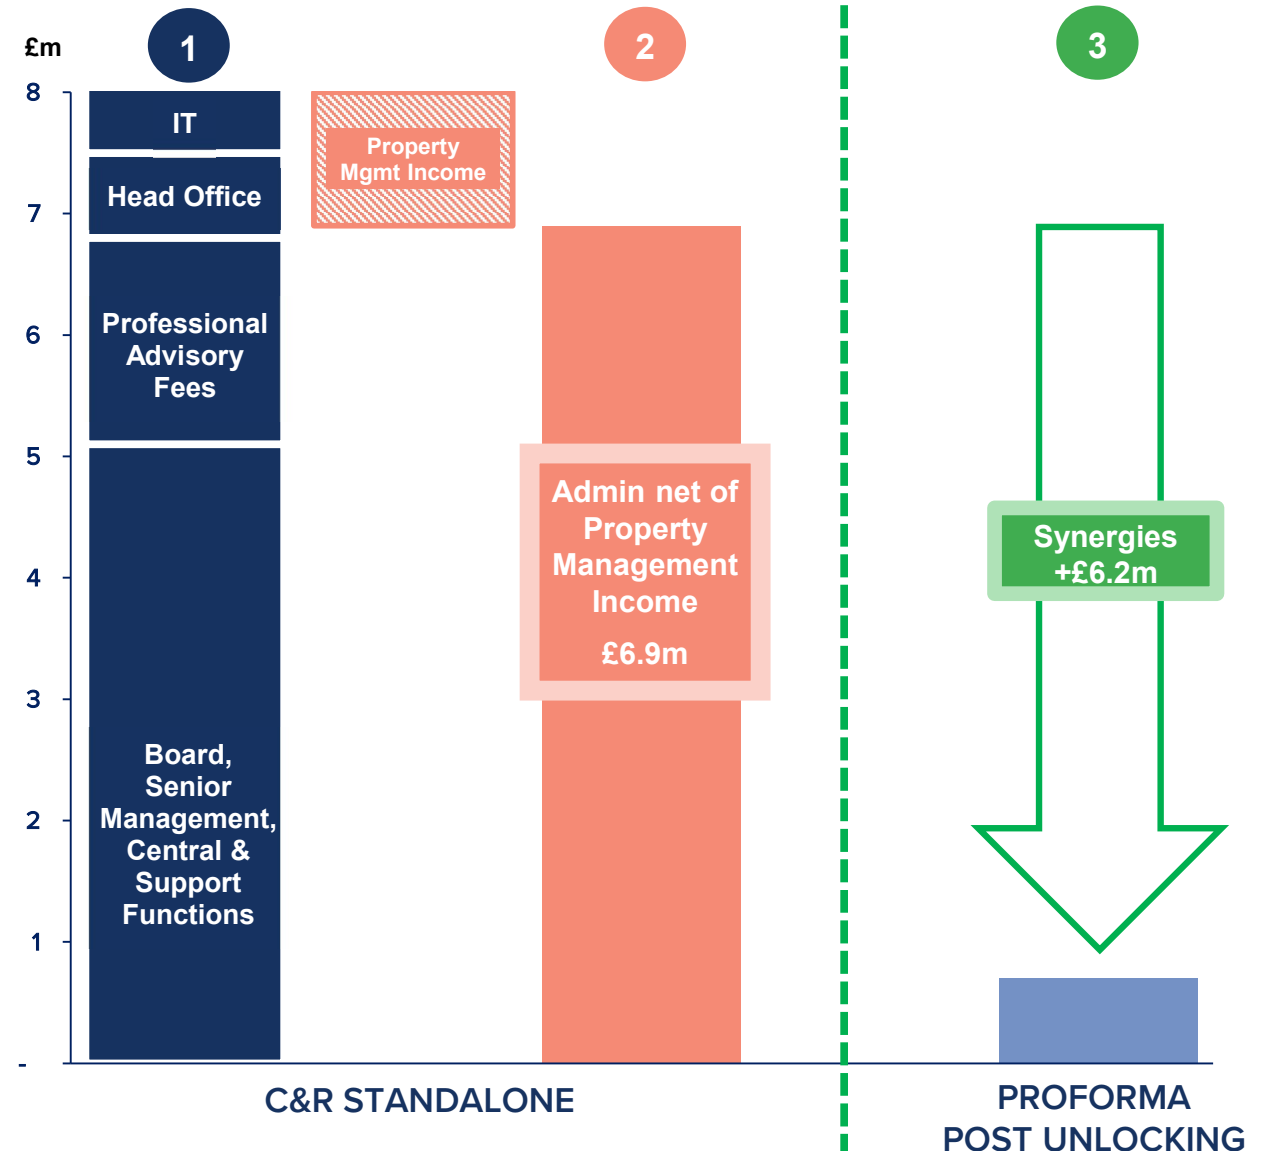 £m
1
2
3
8
7
6
5
4
3
2
1
-
IT
Head Office
Professional
Advisory
Fees
Board,
Senior
Management,
Central &
Support
Functions
Property
Mgmt Income
Admin net of
Property
Management
Income
£6.9m
Synergies
+£6.2m
C&R STANDALONE
PROFORMA
POST UNLOCKING